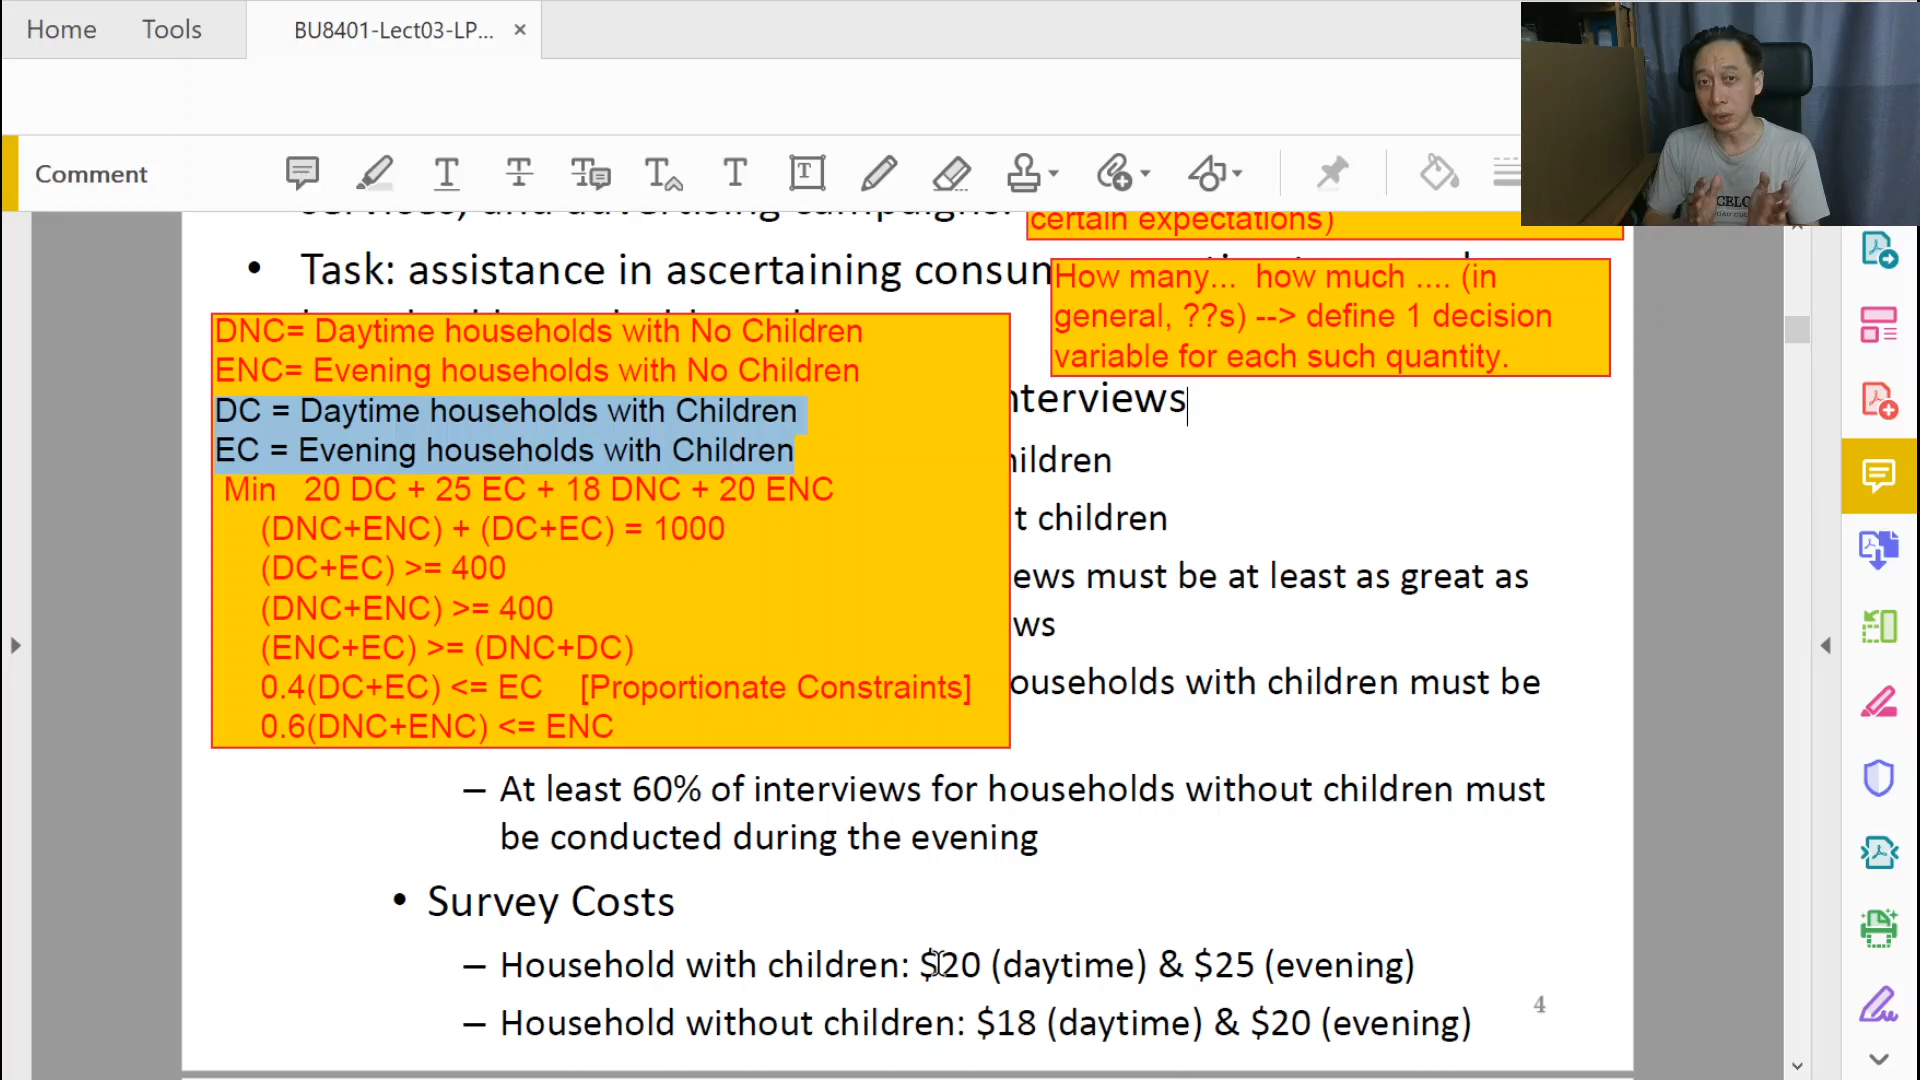 Home
Tools
BU8401-Lect03-LP...
Comment
certain expectations)
Task: assistance in ascertaining consum
How many... how much .... (in
general, ??s) --> define 1 decision
variable for each such quantity.
DNC= Daytime households with No Children
ENC= Evening households with No Children
DC = Daytime households with Children
EC = Evening households with Children
Min 20 DC + 25 EC + 18 DNC + 20 ENC
(DNC+ENC) + (DC+EC) = 1000
(DC+EC) >= 400
(DNC+ENC) >= 400
(ENC+EC) >= (DNC+DC)
0.4(DC+EC) <= EC [Proportionate Constraints]
0.6(DNC+ENC) <= ENC
nterviews
hildren
t children
ews must be at least as great as
ws
ouseholds with children must be
– At least 60% of interviews for households without children must
be conducted during the evening
• Survey Costs
– Household with children: $20 (daytime) & $25 (evening)
– Household without children: $18 (daytime) & $20 (evening)
4